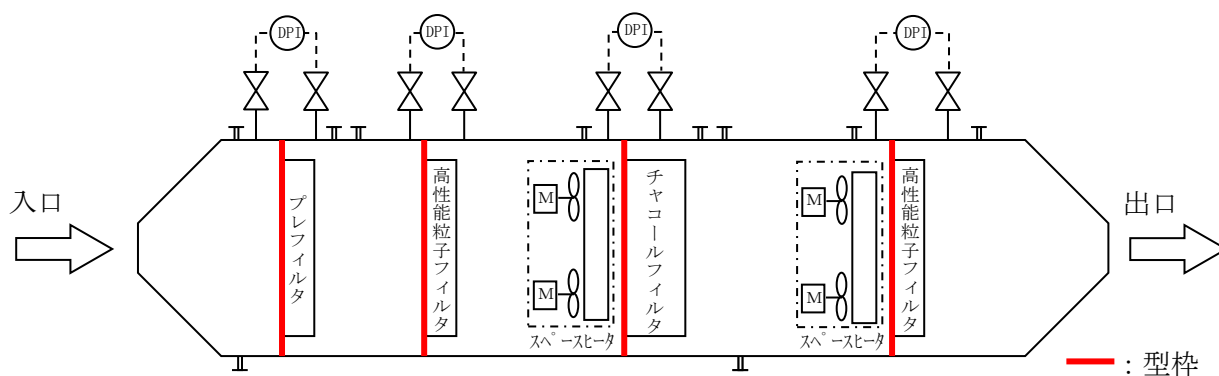 DPI
DPI
DPI
DPI
入口
プレフィルタ
高性能粒子フィルタ
M
M
スペースヒータ
チャコールフィルタ
M
M
スペースヒータ
高性能粒子フィルタ
出口
：型枠